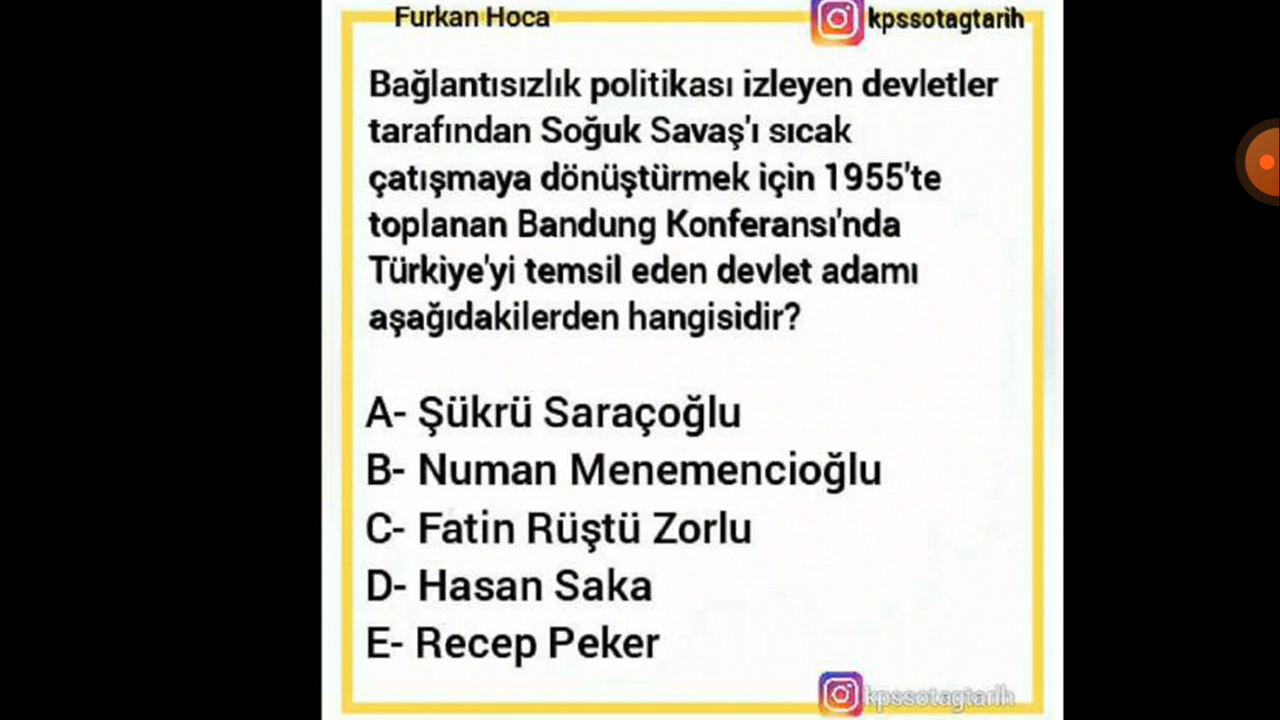 Furkan Hoca
kpssotagtarih
Bağlantısızlık politikası izleyen devletler
tarafından Soğuk Savaş'ı sıcak
çatışmaya dönüştürmek için 1955'te
toplanan Bandung Konferansı'nda
Türkiye'yi temsil eden devlet adamı
aşağıdakilerden hangisidir?
A- Şükrü Saraçoğlu
B- Numan Menemencioğlu
C- Fatin Rüştü Zorlu
D- Hasan Saka
E- Recep Peker
kpssotagtarih